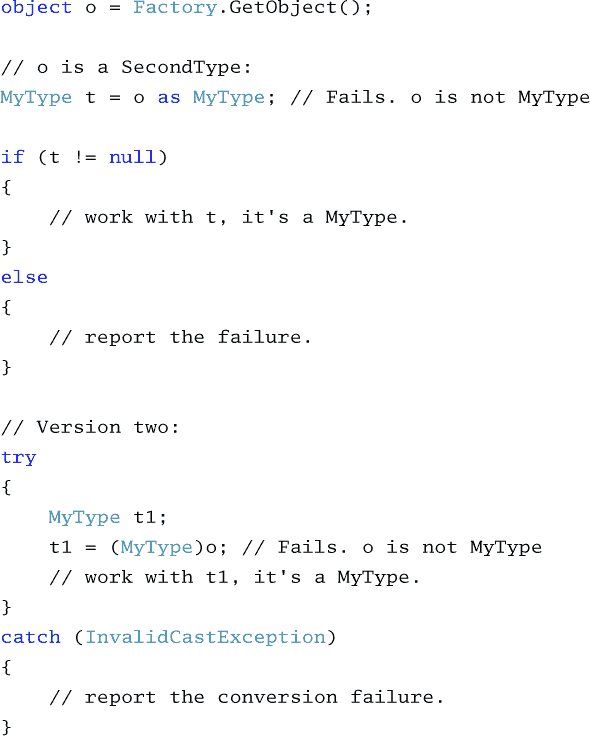 object o = Factory.GetObject();

// o is a SecondType:
MyType t = o as MyType; // Fails. o is not MyType

if (t != null)
{
    // work with t, it's a MyType.
}
else
{
    // report the failure.
}

// Version two:
try
{
    MyType t1;
    t1 = (MyType)o; // Fails. o is not MyType
    // work with t1, it's a MyType.
}
catch (InvalidCastException)
{
    // report the conversion failure.
}